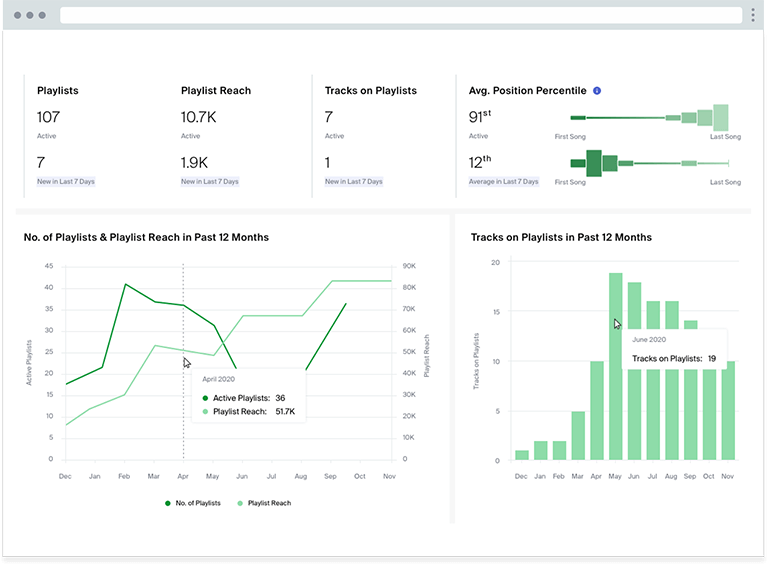 Playlists
107
Active
7
New in Last 7 Days
Playlist Reach
10.7K
Active
1.9K
New in Last 7 Days
Tracks on Playlists
7
Active
1
New in Last 7 Days
Avg. Position Percentile i
91st
Active
First Song Last Song
12th
Average in Last 7 Days
First Song Last Song
No. of Playlists & Playlist Reach in Past 12 Months
45 90K
40 80K
35 70K
30 60K
25 50K
20 40K
15 30K
10 20K
5 10K
0 0
Active Playlists
Playlist Reach
April 2020
Active Playlists: 36
Playlist Reach: 51.7K
Dec Jan Feb Mar Apr May Jun Jul Aug Sep Oct Nov
No. of Playlists Playlist Reach
Tracks on Playlists in Past 12 Months
20
15
10
5
0
Tracks on Playlists
June 2020
Tracks on Playlists: 19
Dec Jan Feb Mar Apr May Jun Jul Aug Sep Oct Nov